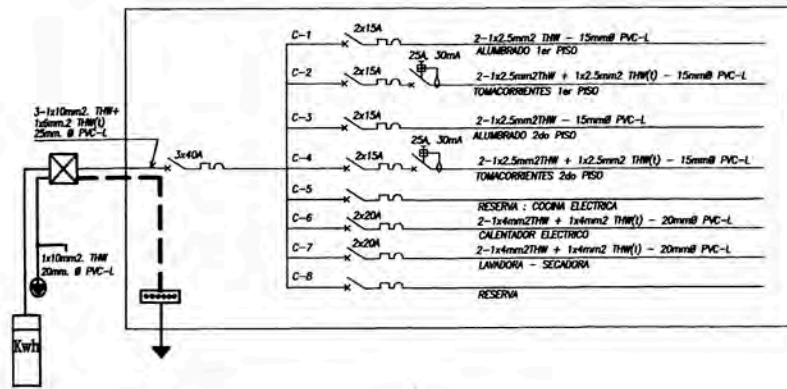 C-1 2x15A 2-1x2.5mm2 THW - 15mmØ PVC-L
ALUMBRADO 1er PISO
25A, 30mA
C-2 2x15A 2-1x2.5mm2THW + 1x2.5mm2 THW(t) - 15mmØ PVC-L
TOMACORRIENTES 1er PISO
3-1x10mm2. THW+
1x6mm.2 THW(t)
25mm. Ø PVC-L
C-3 2x15A 2-1x2.5mm2THW - 15mmØ PVC-L
ALUMBRADO 2do PISO
25A, 30mA
3x40A
C-4 2x15A 2-1x2.5mm2THW + 1x2.5mm2 THW(t) - 15mmØ PVC-L
TOMACORRIENTES 2do PISO
C-5
RESERVA : COCINA ELECTRICA
C-6 2x20A 2-1x4mm2THW + 1x4mm2 THW(t) - 20mmØ PVC-L
CALENTADOR ELECTRICO
C-7 2x20A 2-1x4mm2THW + 1x4mm2 THW(t) - 20mmØ PVC-L
LAVADORA - SECADORA
1x10mm2. THW
20mm. Ø PVC-L
C-8
RESERVA
Kwh